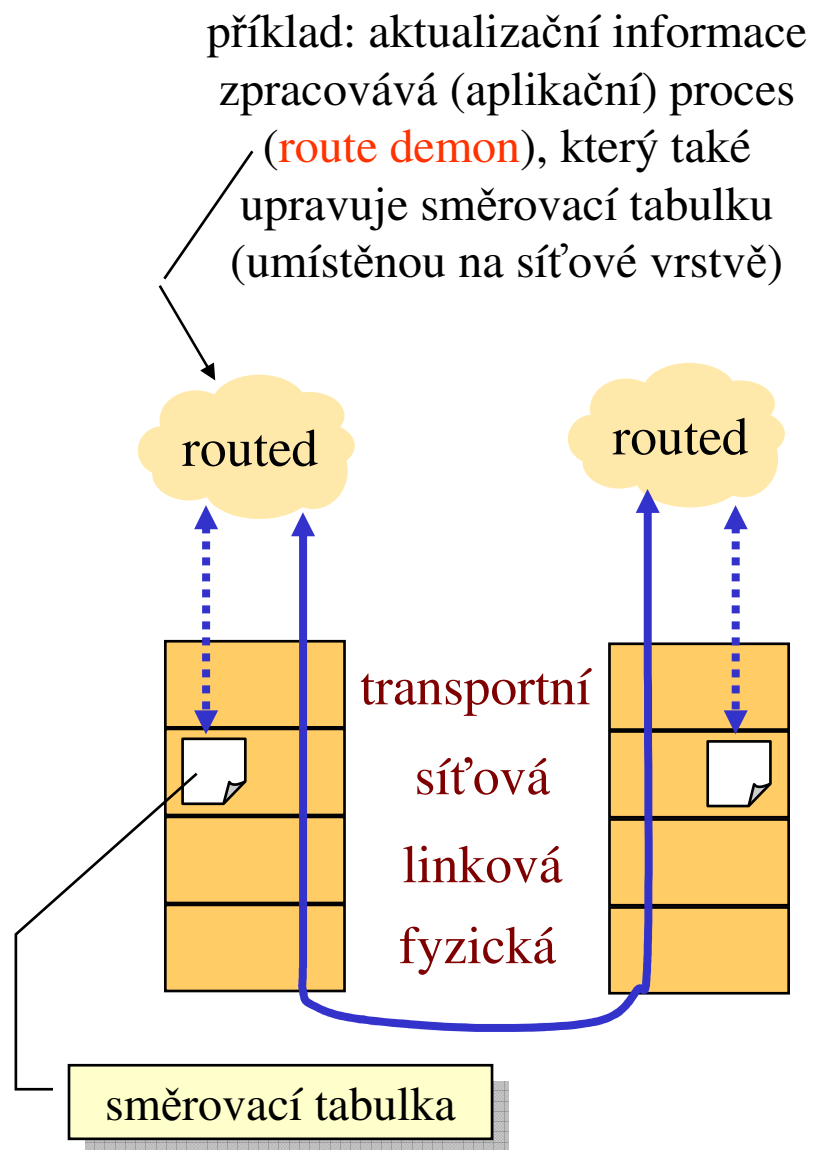 příklad: aktualizační informace
zpracovává (aplikační) proces
(route demon), který také
upravuje směrovací tabulku
(umístěnou na síťové vrstvě)
routed
routed
transportní
síťová
linková
fyzická
směrovací tabulka